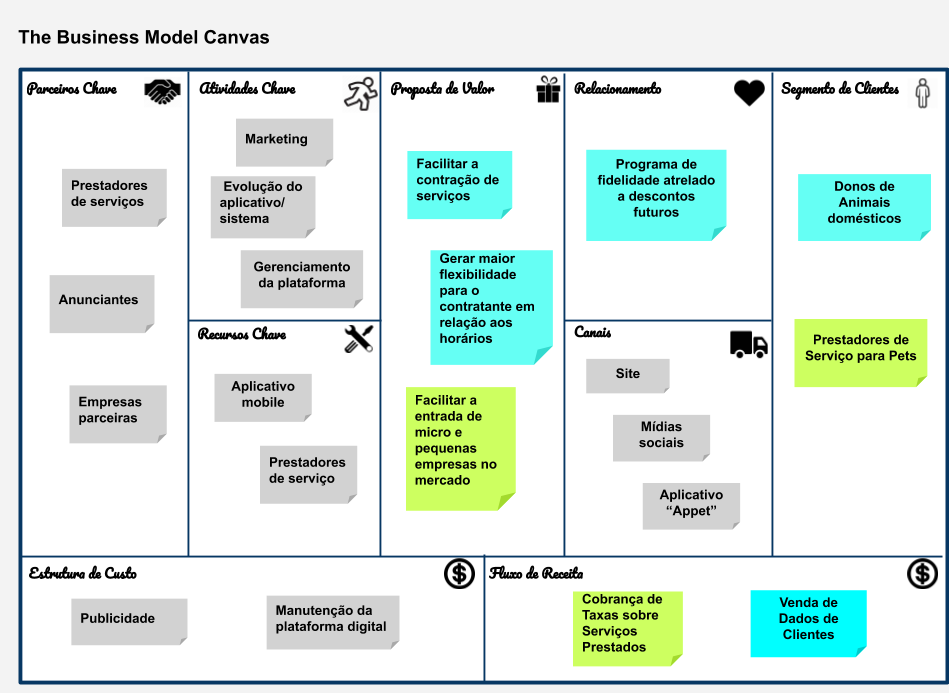 The Business Model Canvas
Parceiros Chave
Prestadores
de serviços
Anunciantes
Empresas
parceiras
Atividades Chave
Marketing
Evolução do
aplicativo/
sistema
Gerenciamento
da plataforma
Recursos Chave
Aplicativo
mobile
Prestadores
de serviço
Proposta de Valor
Facilitar a
contração de
serviços
Gerar maior
flexibilidade
para o
contratante em
relação aos
horários
Facilitar a
entrada de
micro e
pequenas
empresas no
mercado
Relacionamento
Programa de
fidelidade atrelado
a descontos
futuros
Canais
Site
Mídias
sociais
Aplicativo
“Appet”
Segmento de Clientes
Donos de
Animais
domésticos
Prestadores de
Serviço para Pets
Estrutura de Custo
Publicidade
Manutenção da
plataforma digital
Fluxo de Receita
Cobrança de
Taxas sobre
Serviços
Prestados
Venda de
Dados de
Clientes